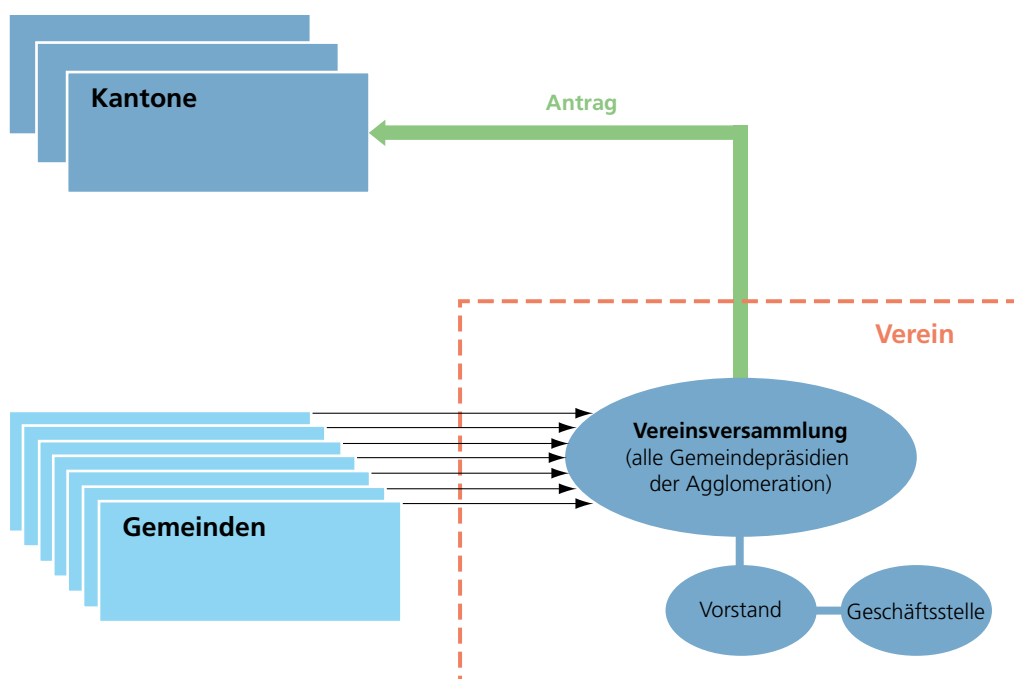 Kantone
Antrag
Verein
Vereinsversammlung
(alle Gemeindepräsidien
der Agglomeration)
Gemeinden
Vorstand
Geschäftsstelle